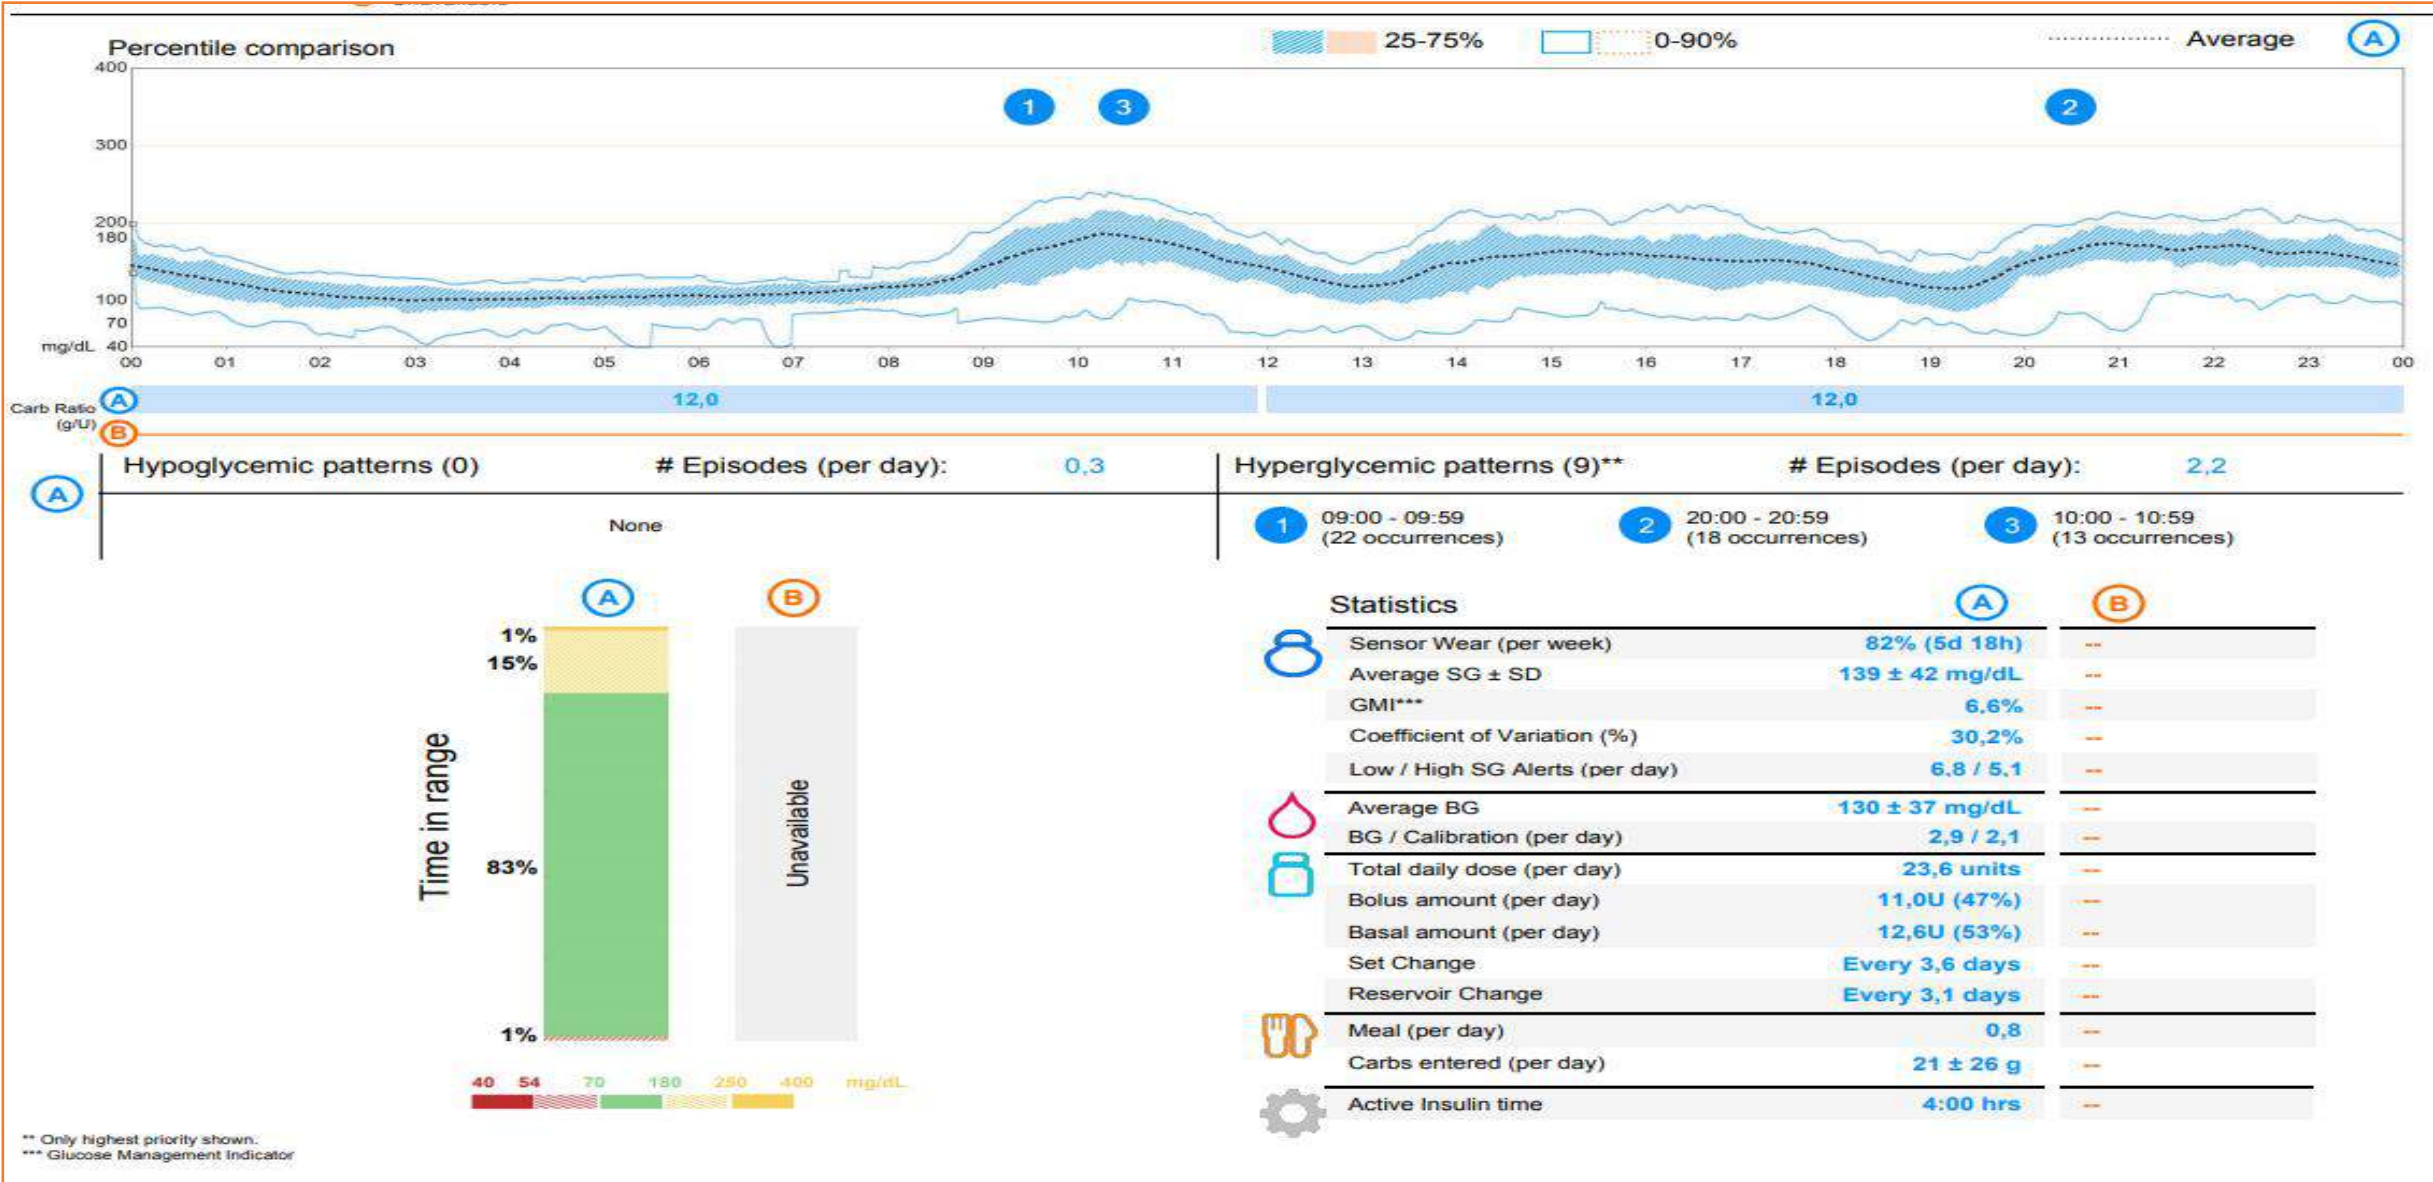 Percentile comparison
25-75%
0-90%
Average
A
400
300
200
180
100
70
mg/dL 40
1
3
2
00 01 02 03 04 05 06 07 08 09 10 11 12 13 14 15 16 17 18 19 20 21 22 23 00
Carb Ratio
(g/U)
A
12,0
12,0
B
A
Hypoglycemic patterns (0) # Episodes (per day): 0,3
None
Hyperglycemic patterns (9)** # Episodes (per day): 2,2
1 09:00 - 09:59
(22 occurrences)
2 20:00 - 20:59
(18 occurrences)
3 10:00 - 10:59
(13 occurrences)
A B
Time in range
1%
15%
83%
1%
Unavailable
40 54 70 180 250 400 mg/dL
Statistics A B
Sensor Wear (per week) 82% (5d 18h) --
Average SG ± SD 139 ± 42 mg/dL --
GMI*** 6,6% --
Coefficient of Variation (%) 30,2% --
Low / High SG Alerts (per day) 6,8 / 5,1 --
Average BG 130 ± 37 mg/dL --
BG / Calibration (per day) 2,9 / 2,1 --
Total daily dose (per day) 23,6 units --
Bolus amount (per day) 11,0U (47%) --
Basal amount (per day) 12,6U (53%) --
Set Change Every 3,6 days --
Reservoir Change Every 3,1 days --
Meal (per day) 0,8 --
Carbs entered (per day) 21 ± 26 g --
Active Insulin time 4:00 hrs --
** Only highest priority shown.
*** Glucose Management Indicator